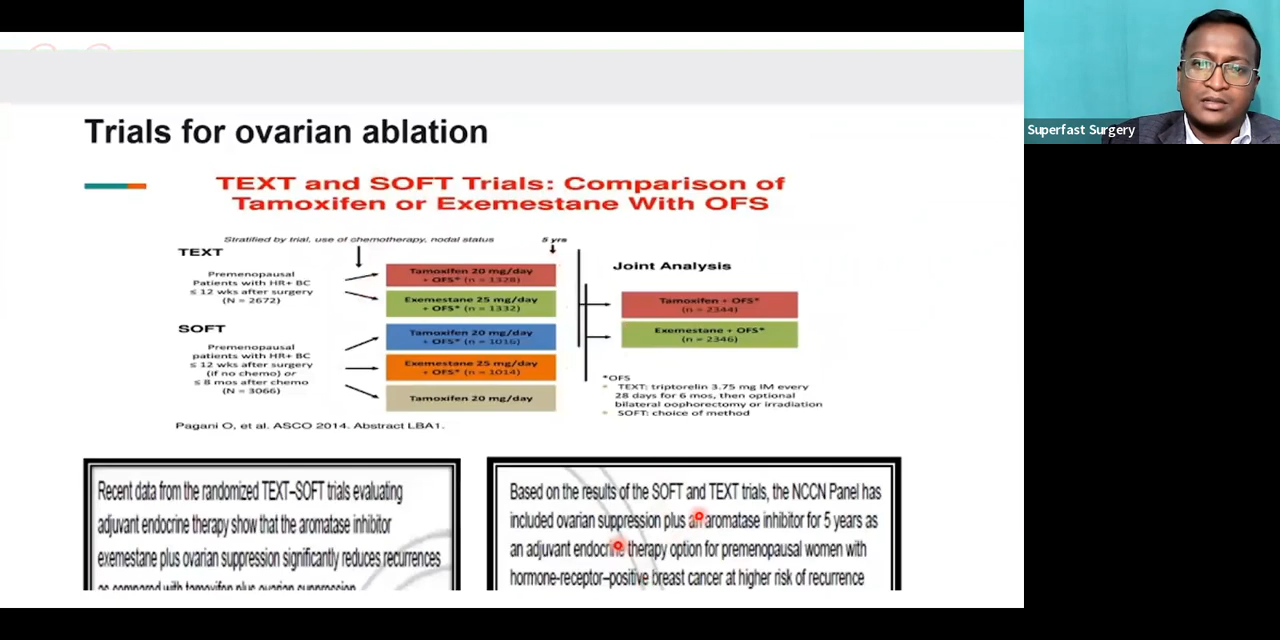 Superfast Surgery
Trials for ovarian ablation
TEXT and SOFT Trials: Comparison of
Tamoxifen or Exemestane With OFS
Stratified by trial, use of chemotherapy, nodal status
5 yrs
TEXT
Premenopausal
Patients with HR+ BC
≤ 12 wks after surgery
(N = 2672)
Tamoxifen 20 mg/day
+ OFS* (n = 1328)
Exemestane 25 mg/day
+ OFS* (n = 1332)
SOFT
Premenopausal
patients with HR+ BC
≤ 12 wks after surgery
(if no chemo) or
≤ 8 mos after chemo
(N = 3066)
Tamoxifen 20 mg/day
+ OFS* (n = 1016)
Exemestane 25 mg/day
+ OFS* (n = 1014)
Tamoxifen 20 mg/day
Joint Analysis
Tamoxifen + OFS*
(n = 2344)
Exemestane + OFS*
(n = 2346)
*OFS
TEXT: triptorelin 3.75 mg IM every
28 days for 6 mos, then optional
bilateral oophorectomy or irradiation
SOFT: choice of method
Pagani O, et al. ASCO 2014. Abstract LBA1.
Recent data from the randomized TEXT–SOFT trials evaluating
adjuvant endocrine therapy show that the aromatase inhibitor
exemestane plus ovarian suppression significantly reduces recurrences
as compared with tamoxifen plus ovarian suppression
Based on the results of the SOFT and TEXT trials, the NCCN Panel has
included ovarian suppression plus an aromatase inhibitor for 5 years as
an adjuvant endocrine therapy option for premenopausal women with
hormone-receptor–positive breast cancer at higher risk of recurrence